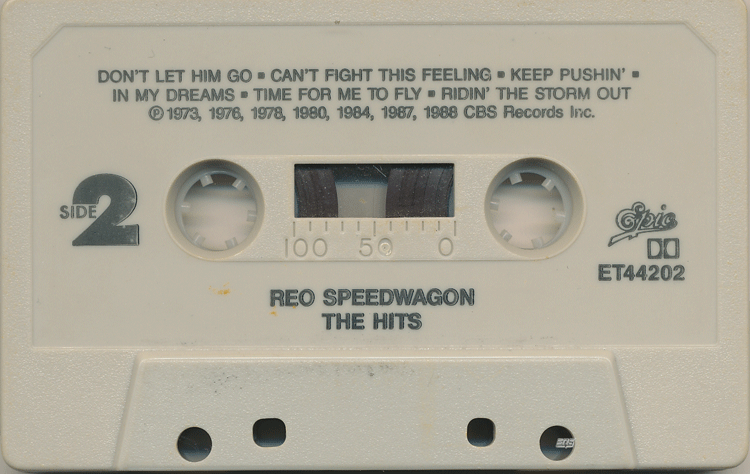 DON'T LET HIM GO ▪ CAN'T FIGHT THIS FEELING ▪ KEEP PUSHIN' ▪
IN MY DREAMS ▪ TIME FOR ME TO FLY ▪ RIDIN' THE STORM OUT
℗ 1973, 1976, 1978, 1980, 1984, 1987, 1988 CBS Records Inc.
SIDE 2
100 50 0
Epic
ET44202
REO SPEEDWAGON
THE HITS